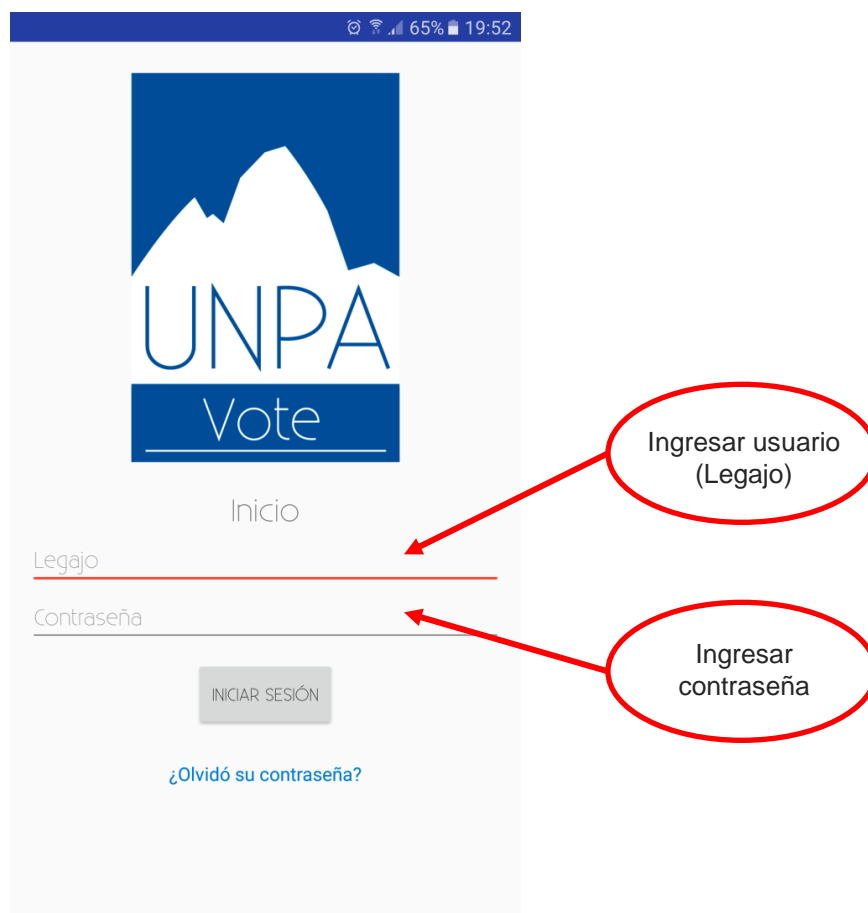 65% 19:52
UNPA
Vote
Inicio
Legajo
Contraseña
INICIAR SESIÓN
¿Olvidó su contraseña?
Ingresar usuario
(Legajo)
Ingresar
contraseña